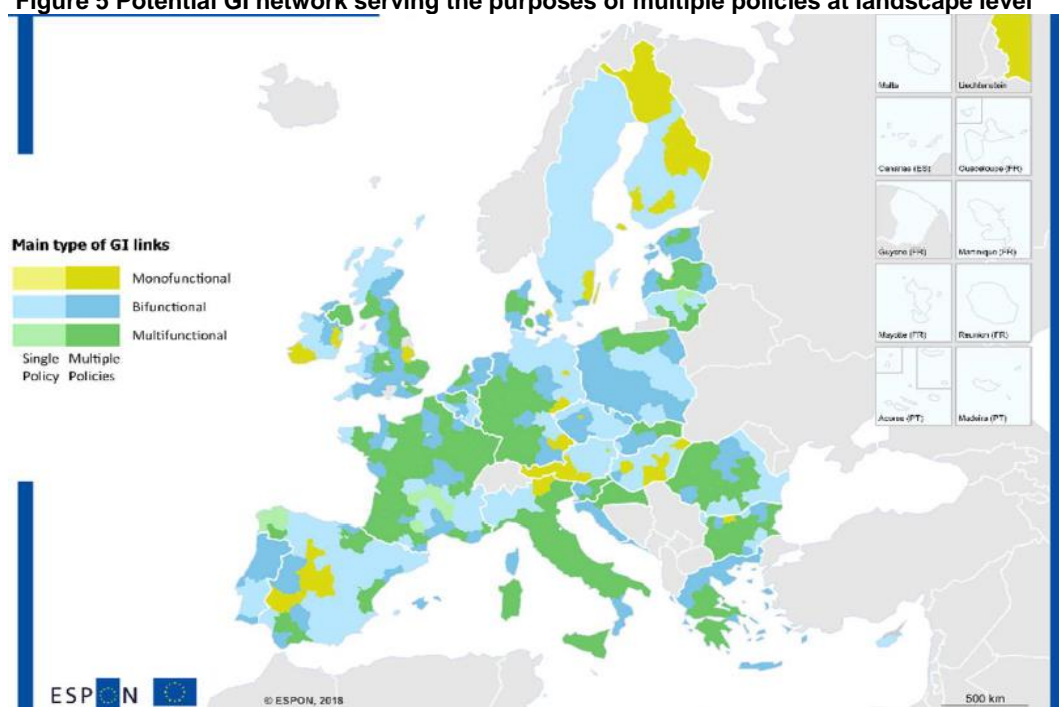 Figure 5 Potential GI network serving the purposes of multiple policies at landscape level
Malta
Liechtenstein
Canarias (ES)
Guadeloupe (FR)
Guyane (FR)
Martinique (FR)
Mayotte (FR)
Reunion (FR)
Acores (PT)
Madeira (PT)
Main type of GI links
Monofunctional
Bifunctional
Multifunctional
Single Multiple
Policy Policies
ESPON
© ESPON, 2018
500 km